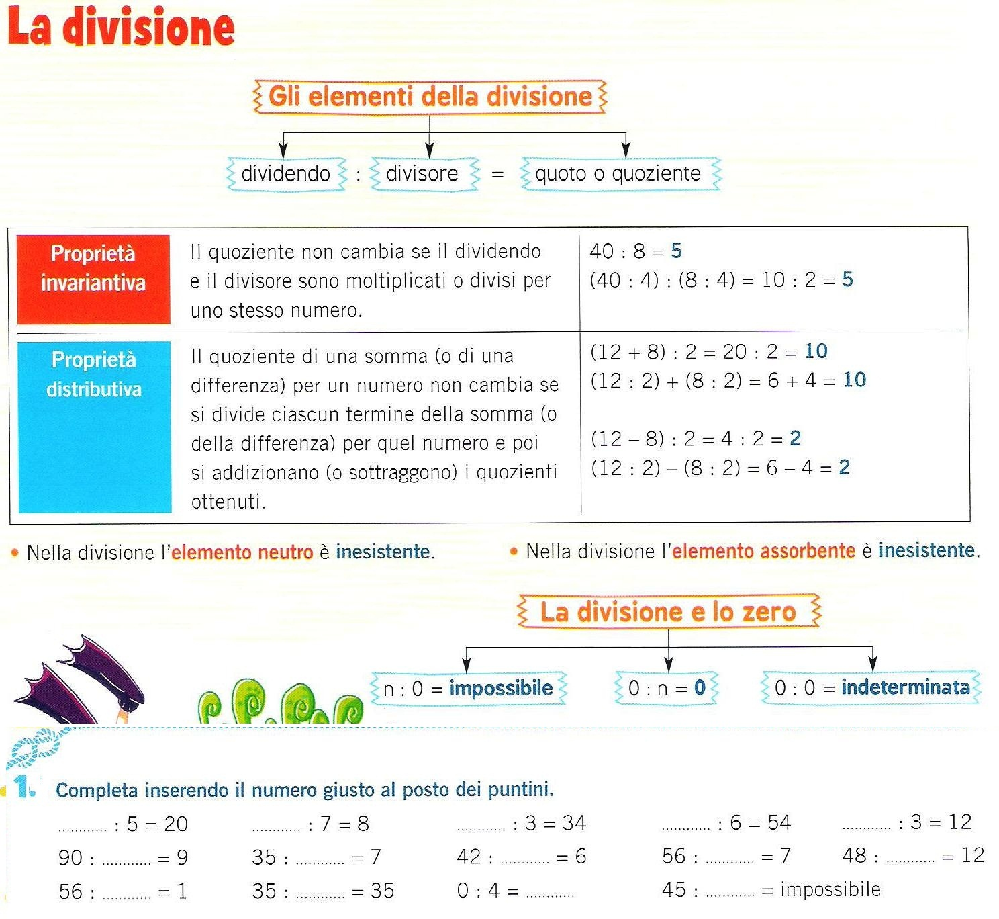 La divisione
Gli elementi della divisione
dividendo : divisore = quoto o quoziente
Proprietà
invariantiva
Il quoziente non cambia se il dividendo
e il divisore sono moltiplicati o divisi per
uno stesso numero.
40 : 8 = 5
(40 : 4) : (8 : 4) = 10 : 2 = 5
Proprietà
distributiva
Il quoziente di una somma (o di una
differenza) per un numero non cambia se
si divide ciascun termine della somma (o
della differenza) per quel numero e poi
si addizionano (o sottraggono) i quozienti
ottenuti.
(12 + 8) : 2 = 20 : 2 = 10
(12 : 2) + (8 : 2) = 6 + 4 = 10
(12 – 8) : 2 = 4 : 2 = 2
(12 : 2) – (8 : 2) = 6 – 4 = 2
• Nella divisione l'elemento neutro è inesistente.
• Nella divisione l'elemento assorbente è inesistente.
La divisione e lo zero
n : 0 = impossibile
0 : n = 0
0 : 0 = indeterminata
1. Completa inserendo il numero giusto al posto dei puntini.
............ : 5 = 20 ............ : 7 = 8 ............ : 3 = 34 ............ : 6 = 54 ............ : 3 = 12
90 : ............ = 9 35 : ............ = 7 42 : ............ = 6 56 : ............ = 7 48 : ............ = 12
56 : ............ = 1 35 : ............ = 35 0 : 4 = ............ 45 : ............ = impossibile